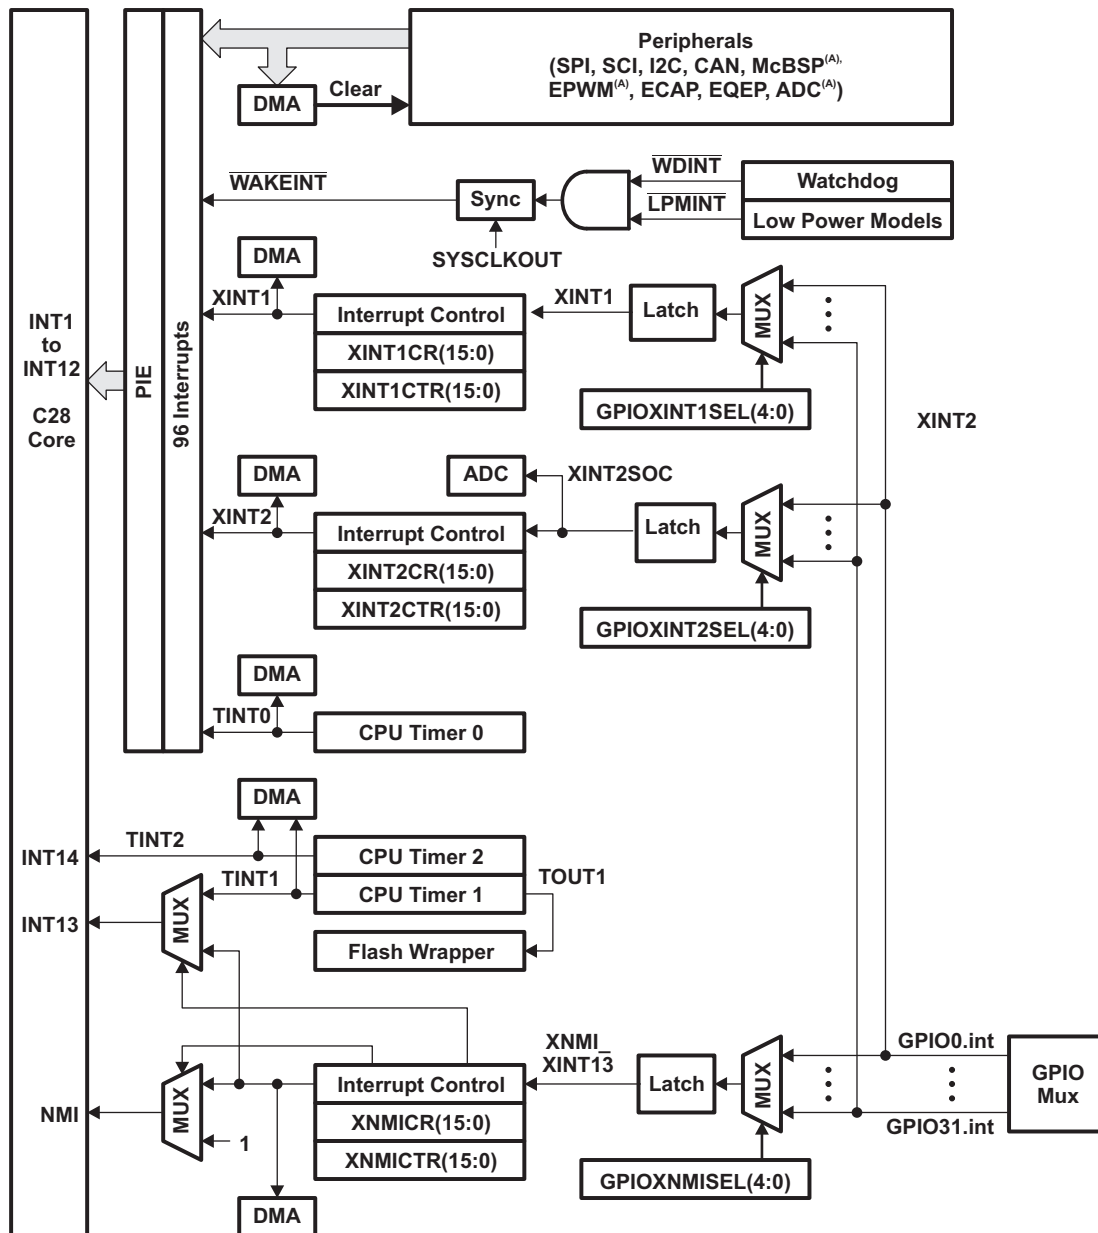 Peripherals
(SPI, SCI, I2C, CAN, McBSP(A),
EPWM(A), ECAP, EQEP, ADC(A))
DMA
Clear
WAKEINT
Sync
SYSCLKOUT
WDINT
LPMINT
Watchdog
Low Power Models
DMA
XINT1
Interrupt Control
XINT1CR(15:0)
XINT1CTR(15:0)
XINT1
Latch
MUX
GPIOXINT1SEL(4:0)
INT1
to
INT12
C28
Core
PIE
96 Interrupts
XINT2
DMA
XINT2
Interrupt Control
XINT2CR(15:0)
XINT2CTR(15:0)
ADC
XINT2SOC
Latch
MUX
GPIOXINT2SEL(4:0)
DMA
TINT0
CPU Timer 0
DMA
INT14
TINT2
CPU Timer 2
TINT1
CPU Timer 1
TOUT1
INT13
MUX
Flash Wrapper
NMI
MUX
1
Interrupt Control
XNMICR(15:0)
XNMICTR(15:0)
DMA
XNMI_
XINT13
Latch
MUX
GPIOXNMISEL(4:0)
GPIO0.int
GPIO31.int
GPIO
Mux